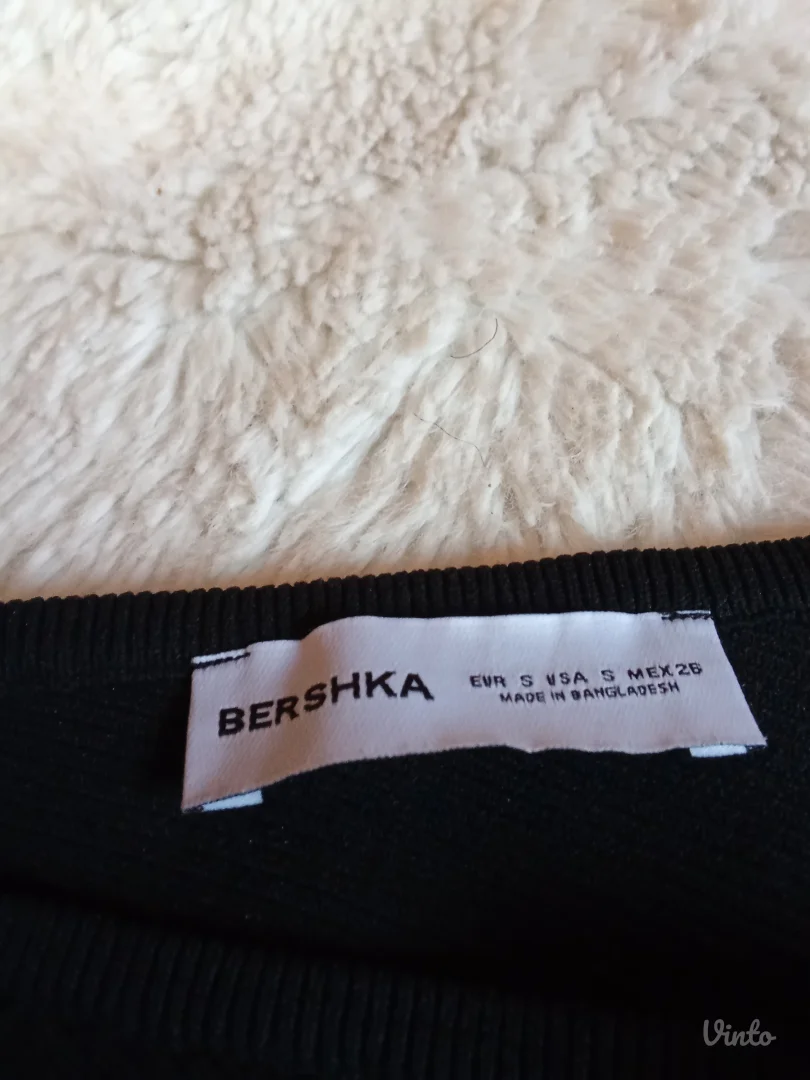 BERSHKA
EUR S USA S MEX 26
MADE IN BANGLADESH
Vinto